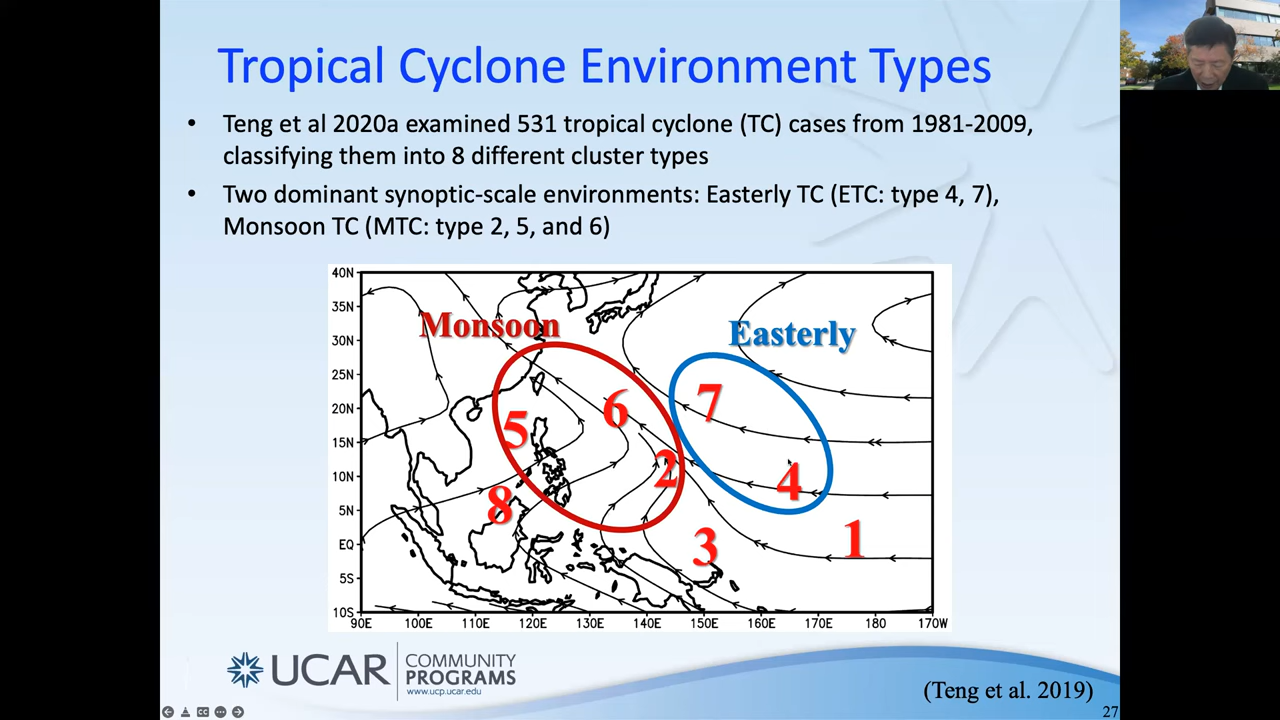 Tropical Cyclone Environment Types
• Teng et al 2020a examined 531 tropical cyclone (TC) cases from 1981-2009,
classifying them into 8 different cluster types
• Two dominant synoptic-scale environments: Easterly TC (ETC: type 4, 7),
Monsoon TC (MTC: type 2, 5, and 6)
40N
35N
30N
25N
20N
15N
10N
5N
EQ
5S
10S
Monsoon
Easterly
7
6
5
2
4
8
3
1
90E 100E 110E 120E 130E 140E 150E 160E 170E 180 170W
UCAR
COMMUNITY
PROGRAMS
www.ucp.ucar.edu
(Teng et al. 2019)
27
CC